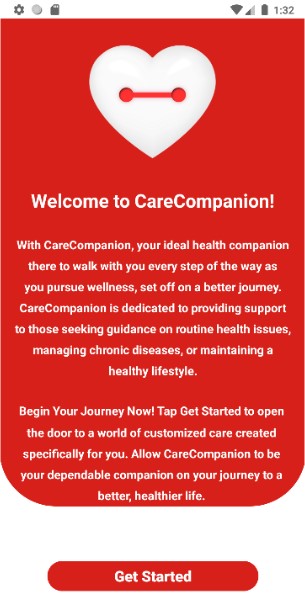 1:32
Welcome to CareCompanion!
With CareCompanion, your ideal health companion
there to walk with you every step of the way as
you pursue wellness, set off on a better journey.
CareCompanion is dedicated to providing support
to those seeking guidance on routine health issues,
managing chronic diseases, or maintaining a
healthy lifestyle.
Begin Your Journey Now! Tap Get Started to open
the door to a world of customized care created
specifically for you. Allow CareCompanion to be
your dependable companion on your journey to a
better, healthier life.
Get Started